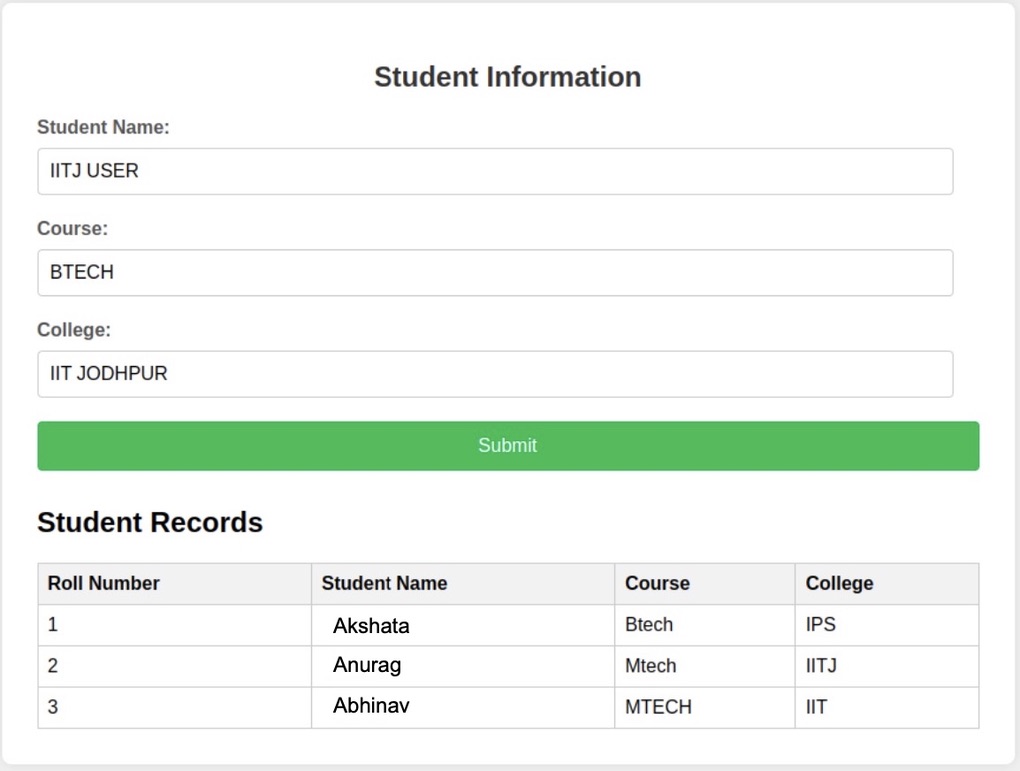 Student Information
Student Name:
IITJ USER
Course:
BTECH
College:
IIT JODHPUR
Submit
Student Records
Roll Number Student Name Course College
1 Akshata Btech IPS
2 Anurag Mtech IITJ
3 Abhinav MTECH IIT